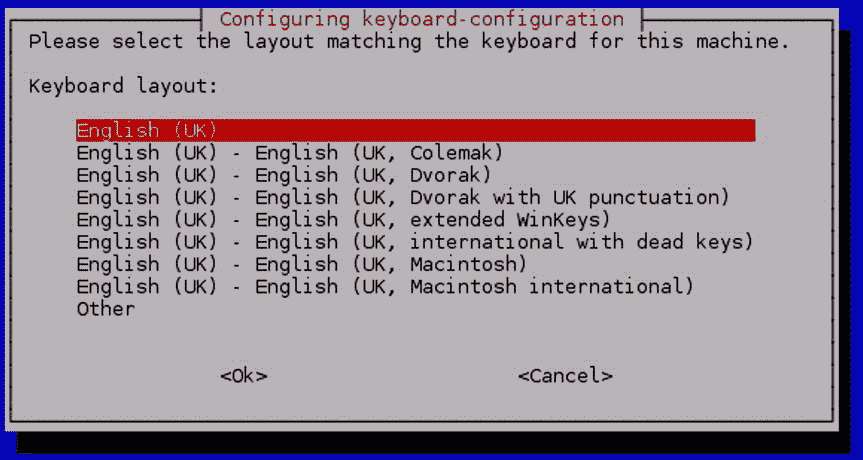 Configuring keyboard-configuration
Please select the layout matching the keyboard for this machine.
Keyboard layout:
English (UK)
English (UK) - English (UK, Colemak)
English (UK) - English (UK, Dvorak)
English (UK) - English (UK, Dvorak with UK punctuation)
English (UK) - English (UK, extended WinKeys)
English (UK) - English (UK, international with dead keys)
English (UK) - English (UK, Macintosh)
English (UK) - English (UK, Macintosh international)
Other
<Ok> <Cancel>